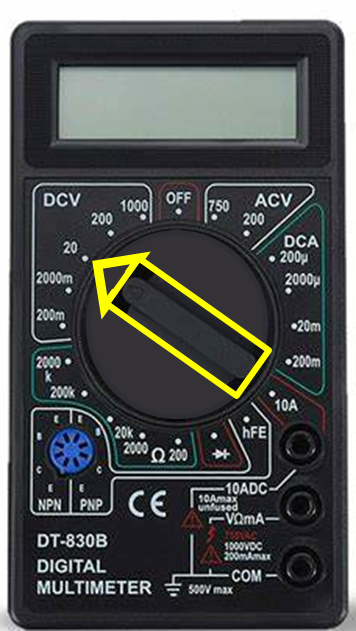 DCV
1000
OFF
750
ACV
200
200
DCA
20
200µ
2000m
2000µ
200m
20m
200m
2000
k
200k
10A
20k
2000
Ω
200
hFE
E
E
B
B
C
C
E
E
NPN
PNP
CE
10ADC
10Amax
unfused
VΩmA
750VAC
1000VDC
200mAmax
COM
500V max
DT-830B
DIGITAL
MULTIMETER